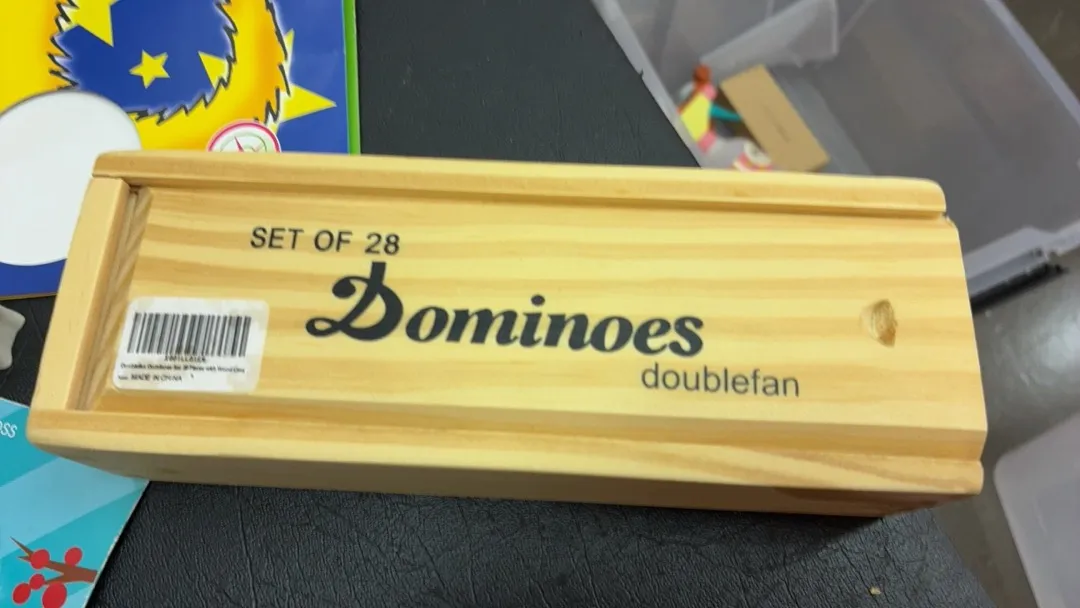 SET OF 28
Dominoes
doublefan
MADE IN CHINA